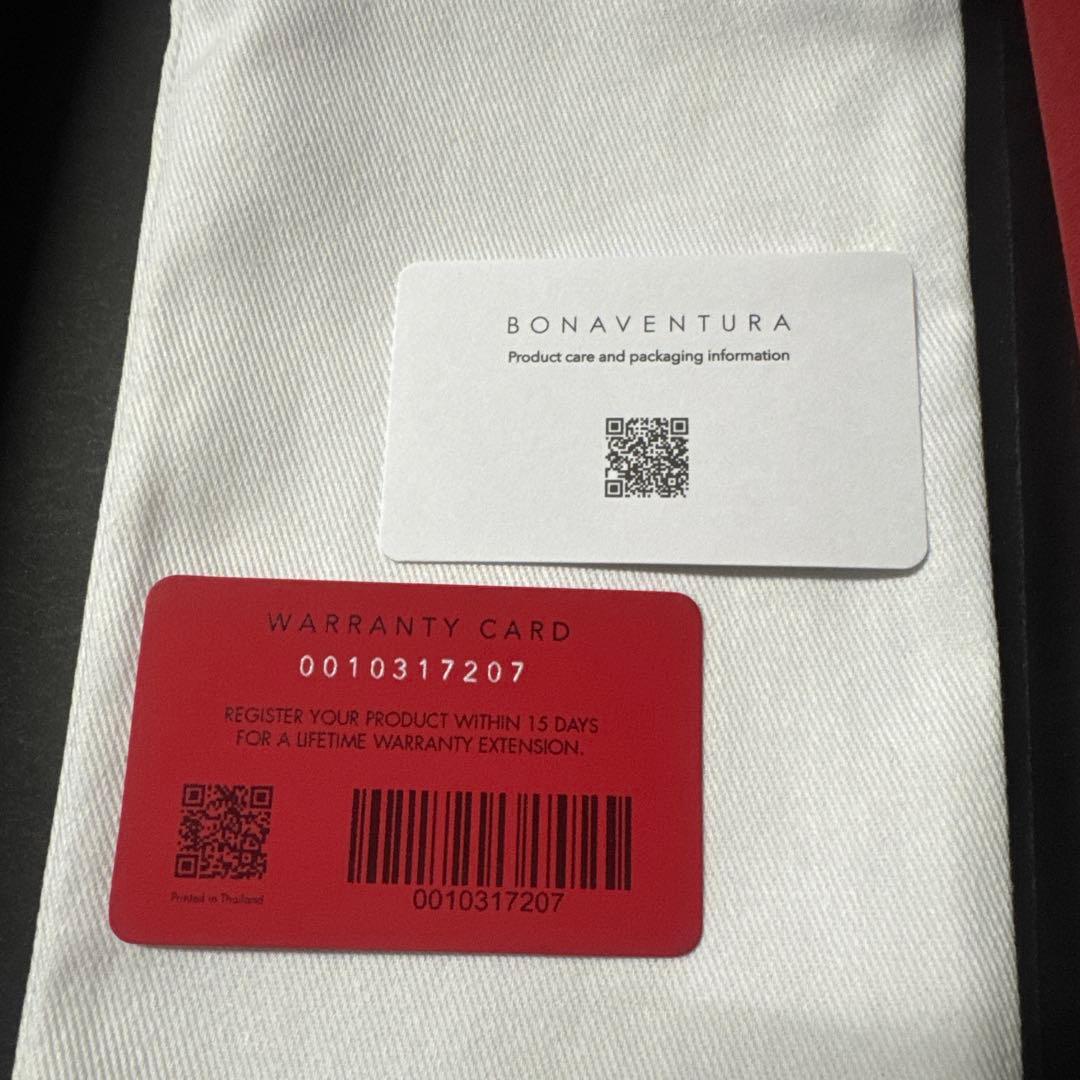 BONAVENTURA
Product care and packaging information
WARRANTY CARD
0010317207
REGISTER YOUR PRODUCT WITHIN 15 DAYS
FOR A LIFETIME WARRANTY EXTENSION.
Printed in Thailand
0010317207